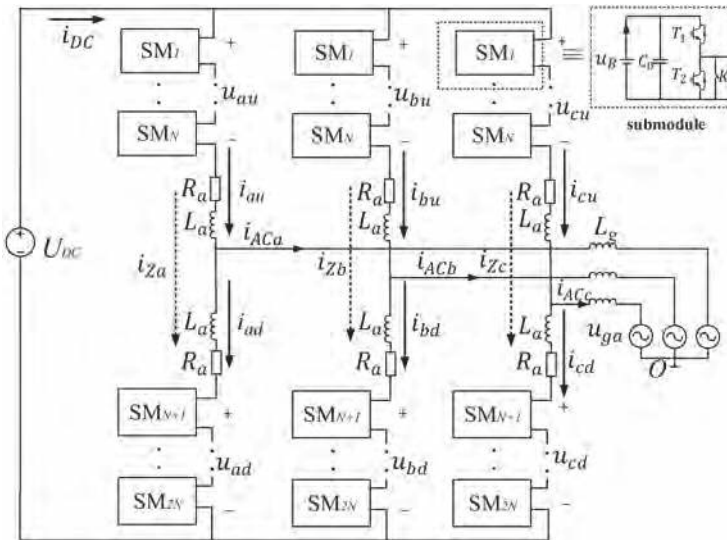 i_DC
SM_1 + SM_1 + SM_1 ≡ u_B C_B T_1 T_2 K
u_au u_bu u_cu
SM_N − SM_N − SM_N − submodule
R_a i_au R_a i_bu R_a i_cu
L_a i_ACa L_a L_a L_g
U_DC i_Za i_Zb i_ACb i_Zc
i_ACc
L_a i_ad L_a i_bd L_a u_ga
R_a R_a R_a i_cd O
SM_N+1 + SM_N+1 + SM_N+1 +
u_ad u_bd u_cd
SM_2N − SM_2N − SM_2N −